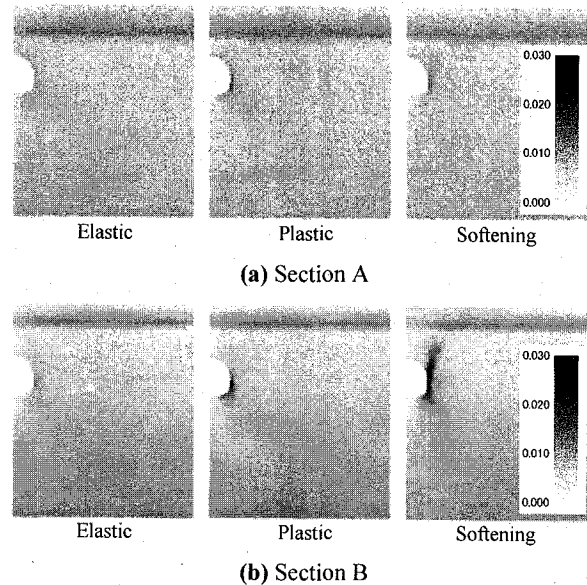 0.030
0.020
0.010
0.000
Elastic
Plastic
Softening
(a) Section A
0.030
0.020
0.010
0.000
Elastic
Plastic
Softening
(b) Section B